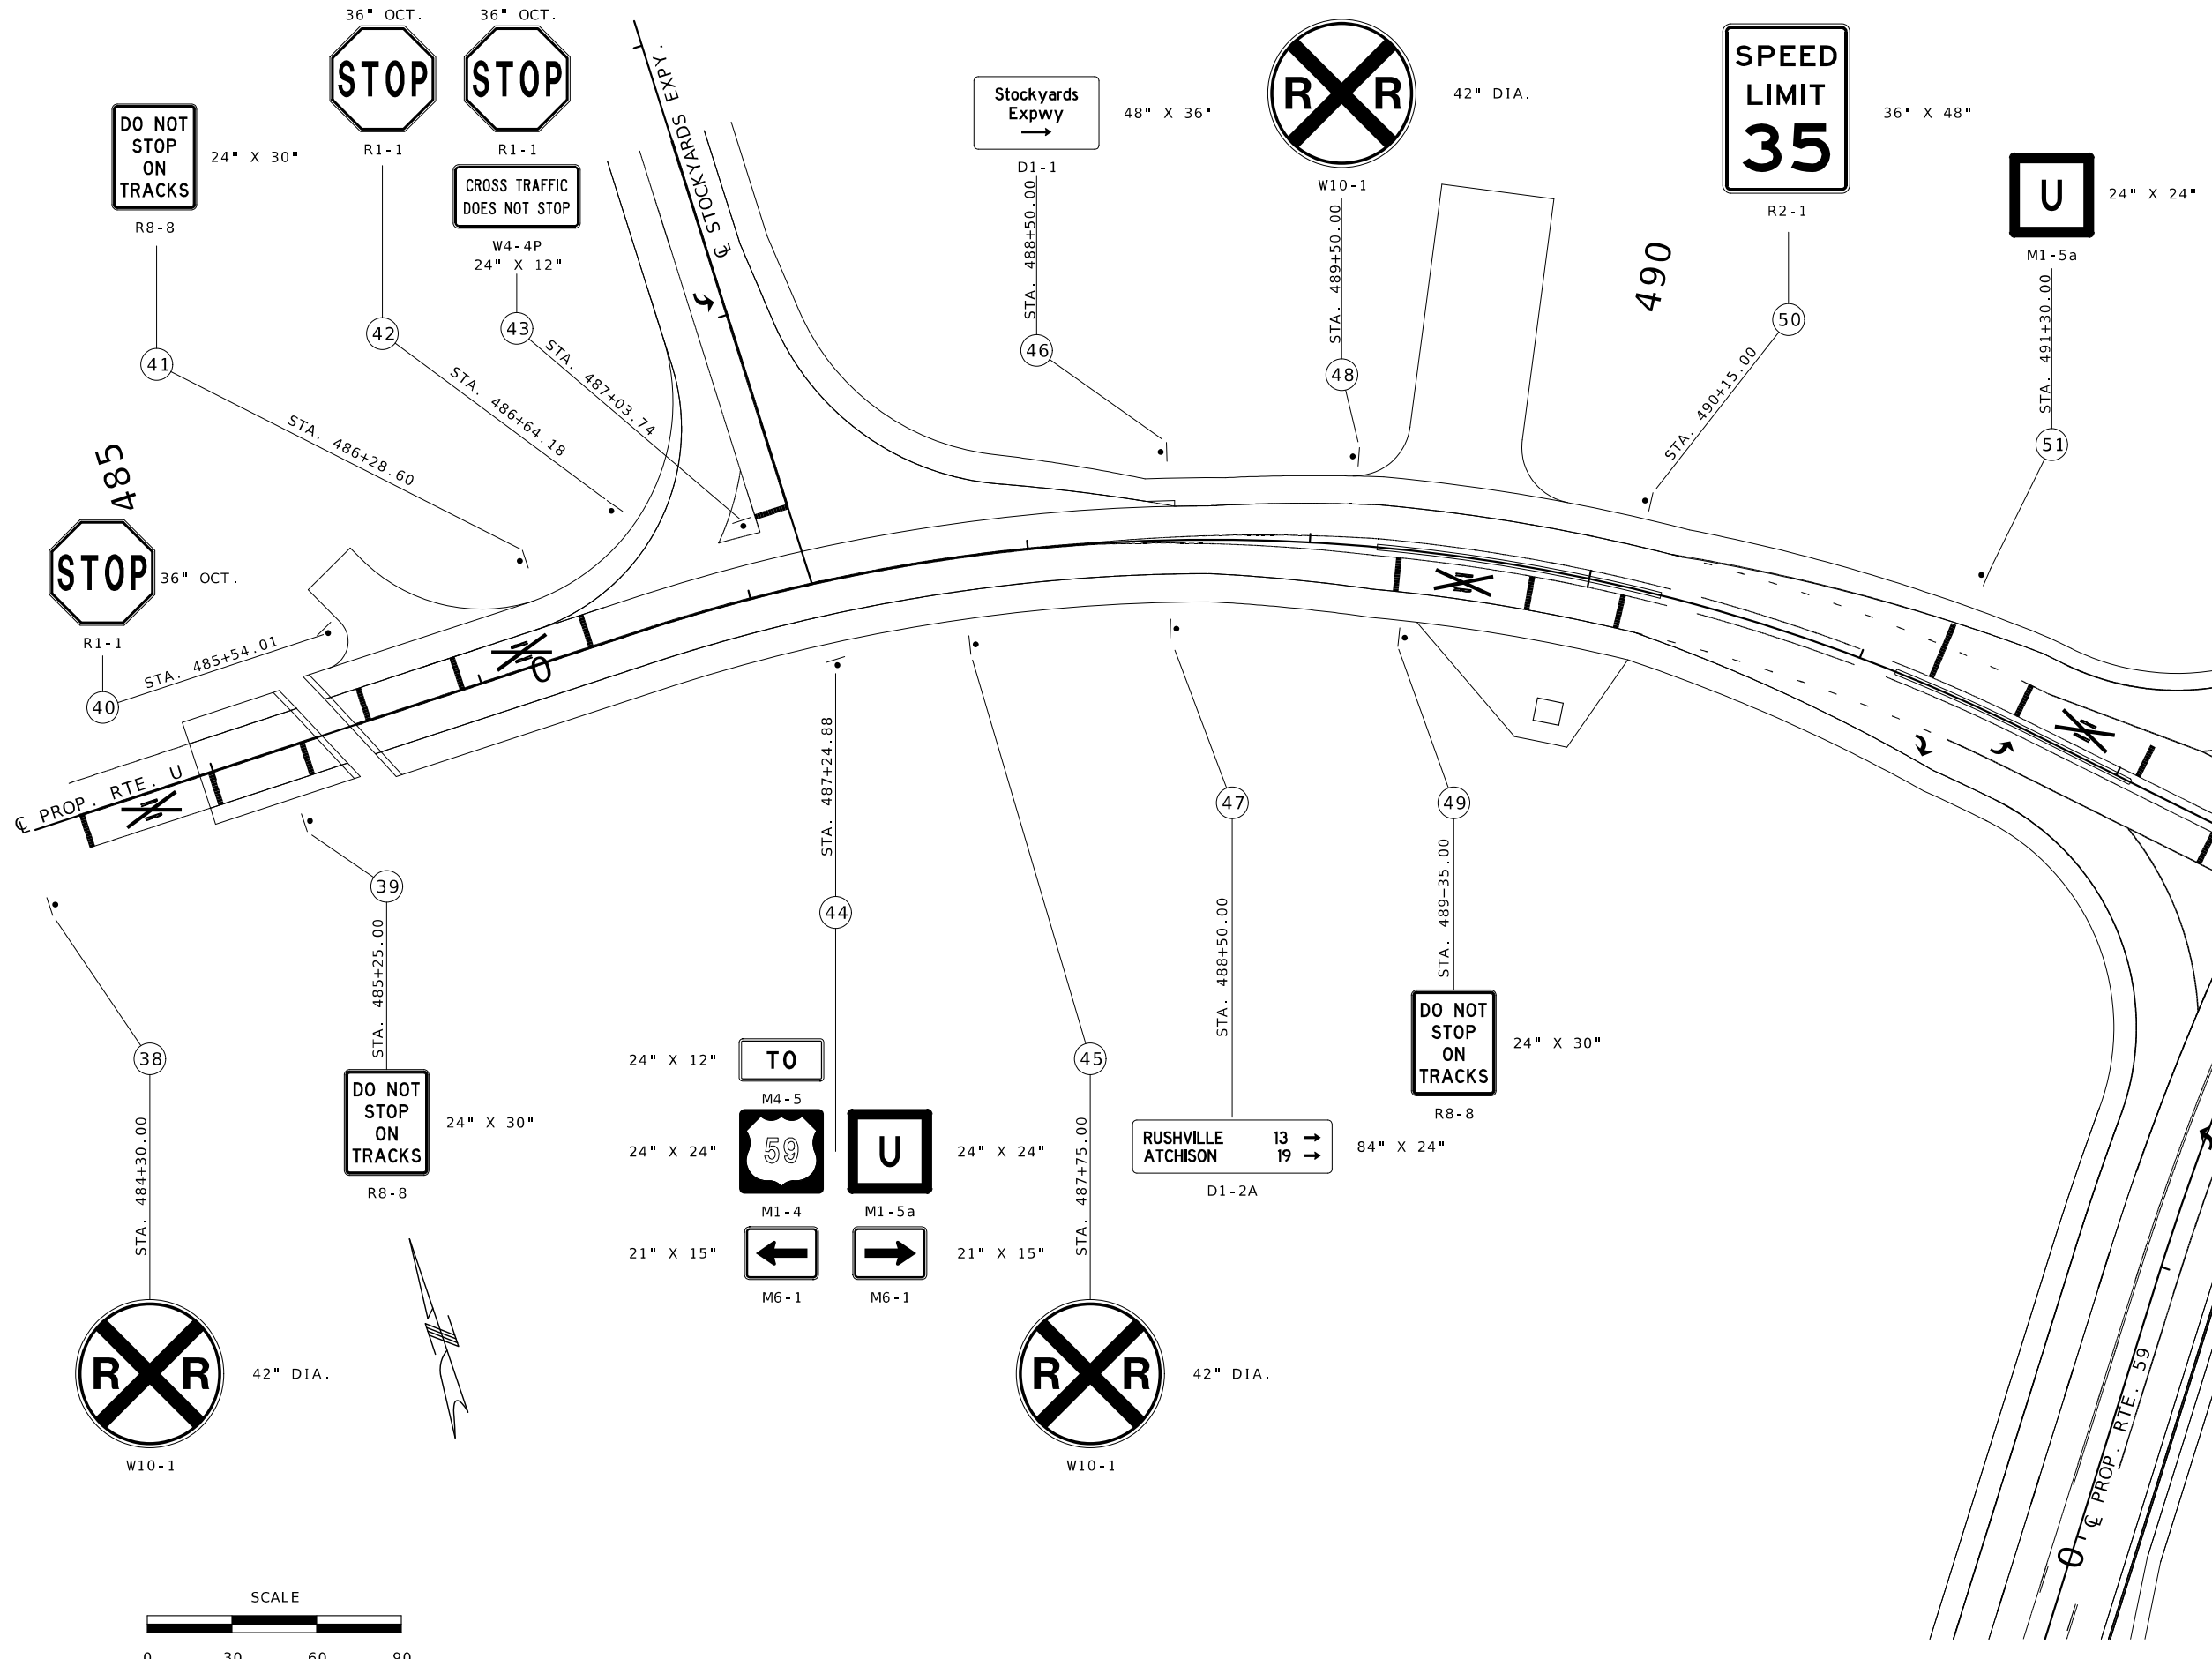 36" OCT.
STOP
R1-1
36" OCT.
STOP
R1-1
CROSS TRAFFIC
DOES NOT STOP
W4-4P
24" X 12"
DO NOT
STOP
ON
TRACKS
24" X 30"
R8-8
℄ STOCKYARDS EXPY.
Stockyards
Expwy
→
48" X 36"
D1-1
STA. 488+50.00
46
R R
42" DIA.
W10-1
STA. 489+50.00
48
SPEED
LIMIT
35
36" X 48"
R2-1
50
STA. 490+15.00
490
U
24" X 24"
M1-5a
STA. 491+30.00
51
41
STA. 486+28.60
42
STA. 486+64.18
43
STA. 487+03.74
485
STOP
36" OCT.
R1-1
STA. 485+54.01
40
℄ PROP. RTE. U
0
38
STA. 484+30.00
R R
42" DIA.
W10-1
39
STA. 485+25.00
DO NOT
STOP
ON
TRACKS
24" X 30"
R8-8
STA. 487+24.88
44
24" X 12"
TO
M4-5
24" X 24"
59
M1-4
U
24" X 24"
M1-5a
21" X 15"
←
M6-1
→
21" X 15"
M6-1
45
STA. 487+75.00
R R
42" DIA.
W10-1
47
STA. 488+50.00
RUSHVILLE 13 →
ATCHISON 19 →
84" X 24"
D1-2A
49
STA. 489+35.00
DO NOT
STOP
ON
TRACKS
24" X 30"
R8-8
℄ PROP. RTE. 59
0
SCALE
0 30 60 90